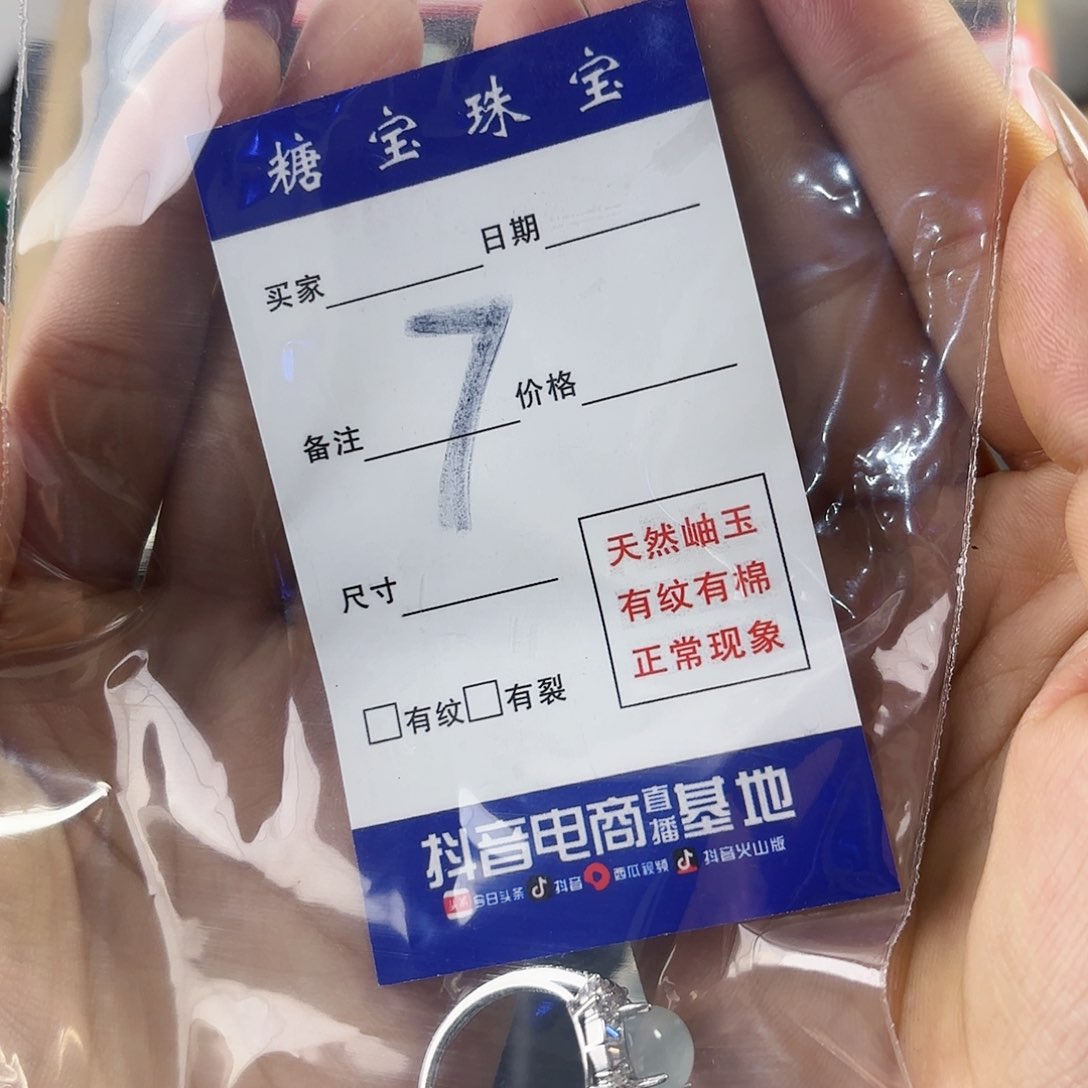 糖宝珠宝
买家 日期
7
备注 价格
天然岫玉
有纹有棉
正常现象
尺寸
有纹 有裂
抖音电商直播基地
今日头条 抖音 西瓜视频 抖音火山版